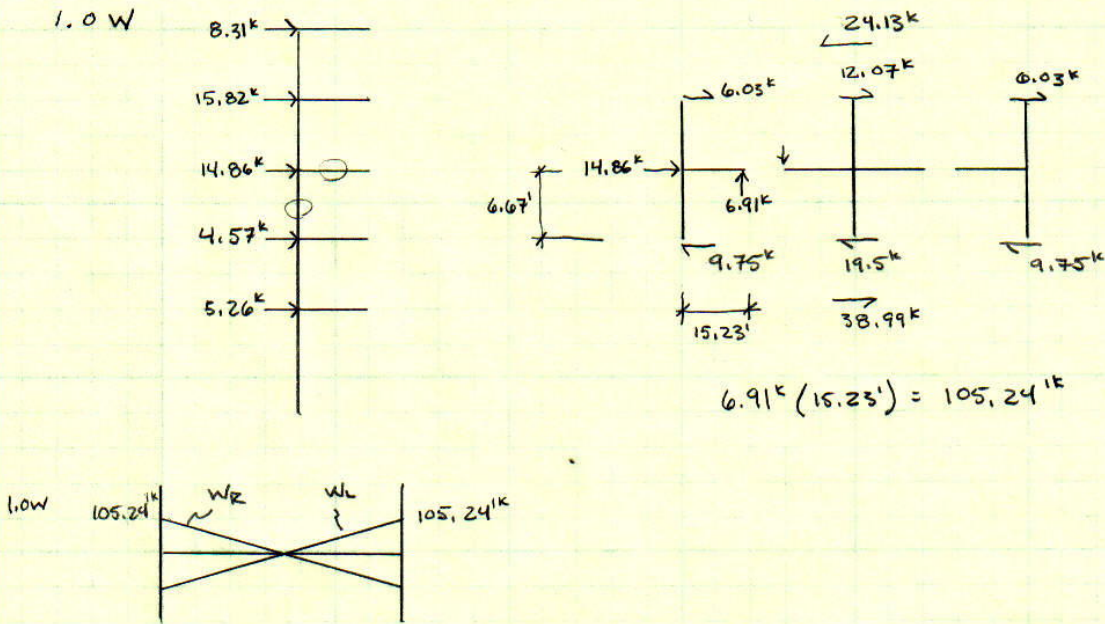 1.0 W
8.31ᵏ
15.82ᵏ
14.86ᵏ
4.57ᵏ
5.26ᵏ
24.13ᵏ
6.03ᵏ
12.07ᵏ
6.03ᵏ
14.86ᵏ
6.67'
6.91ᵏ
9.75ᵏ
19.5ᵏ
9.75ᵏ
15.23'
38.99ᵏ
6.91ᵏ (15.23') = 105.24'ᵏ
1.0W
105.24'ᵏ
WR
WL
105.24'ᵏ